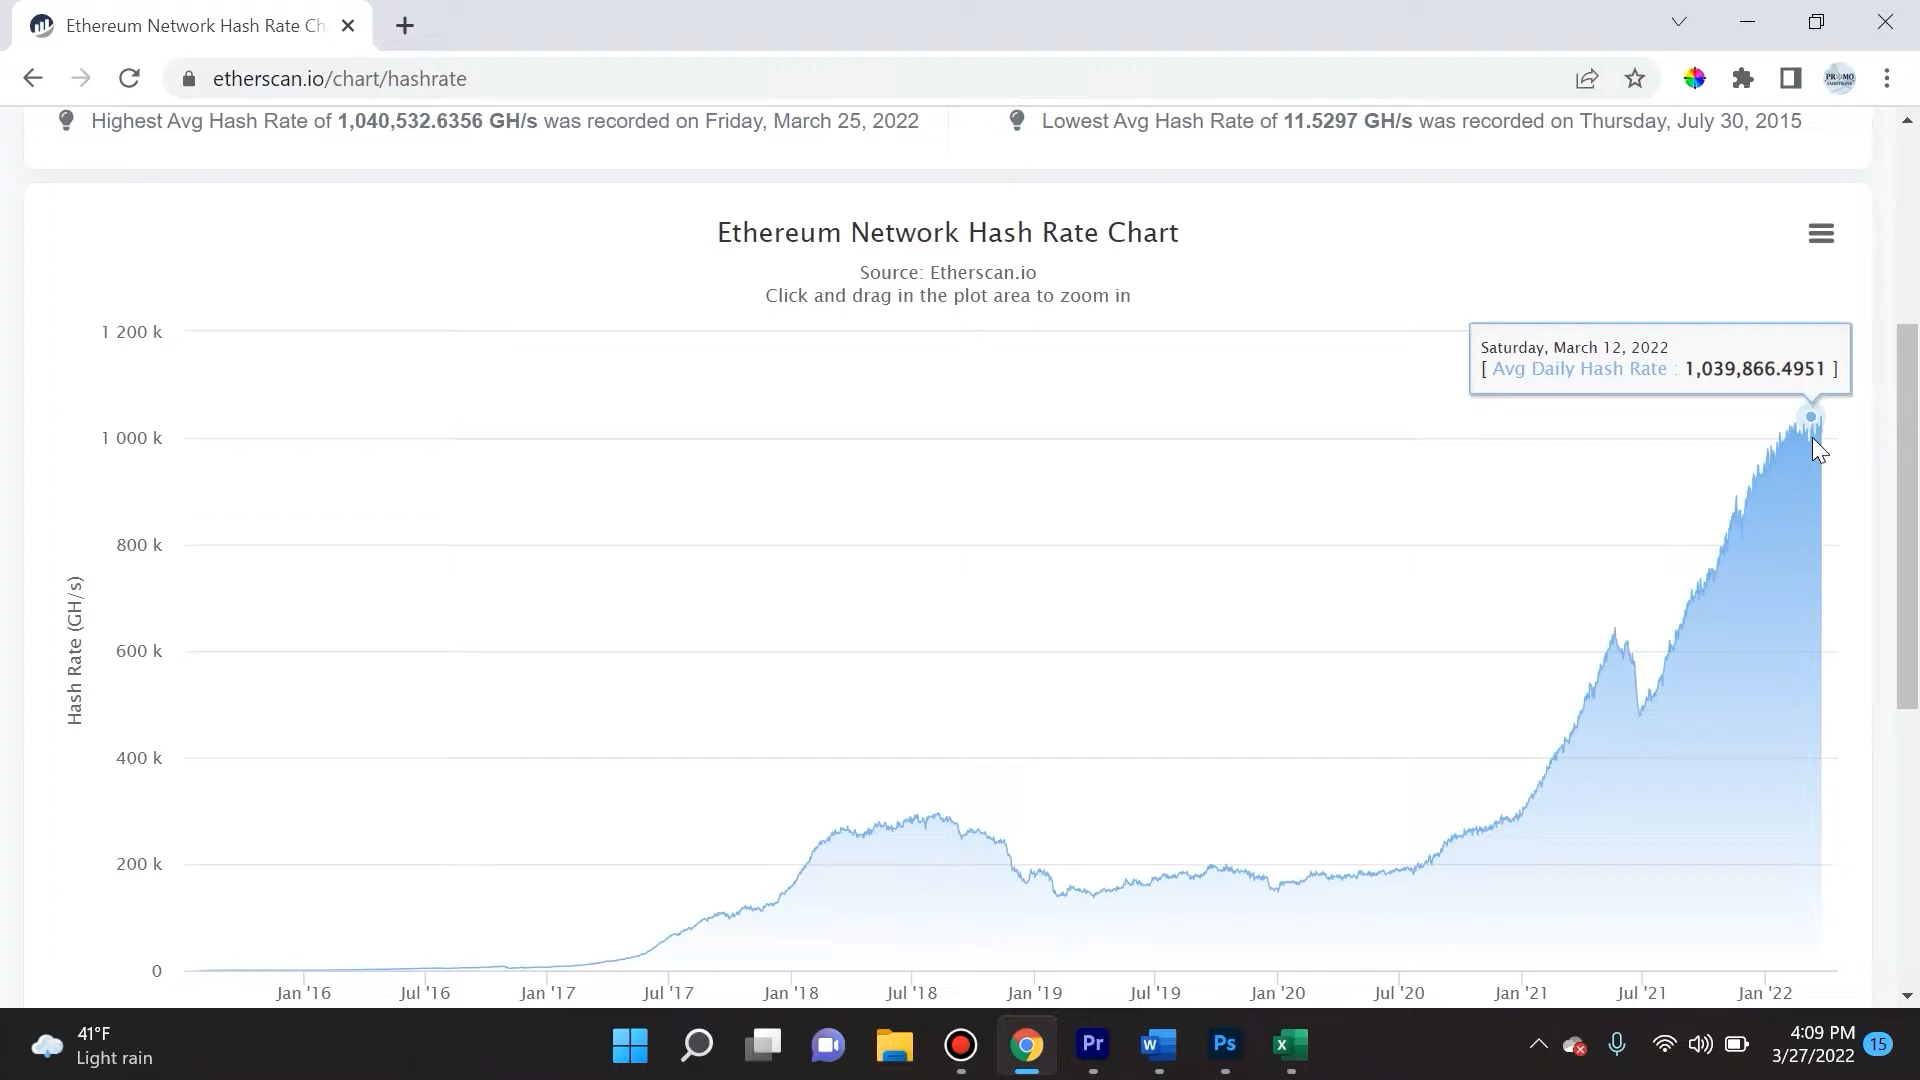 Ethereum Network Hash Rate Ch
etherscan.io/chart/hashrate
Highest Avg Hash Rate of 1,040,532.6356 GH/s was recorded on Friday, March 25, 2022
Lowest Avg Hash Rate of 11.5297 GH/s was recorded on Thursday, July 30, 2015
Ethereum Network Hash Rate Chart
Source: Etherscan.io
Click and drag in the plot area to zoom in
Saturday, March 12, 2022
[ Avg Daily Hash Rate : 1,039,866.4951 ]
1 200 k
1 000 k
800 k
600 k
400 k
200 k
0
Hash Rate (GH/s)
Jan '16 Jul '16 Jan '17 Jul '17 Jan '18 Jul '18 Jan '19 Jul '19 Jan '20 Jul '20 Jan '21 Jul '21 Jan '22
41°F
Light rain
Pr
W
Ps
X
4:09 PM
3/27/2022
15